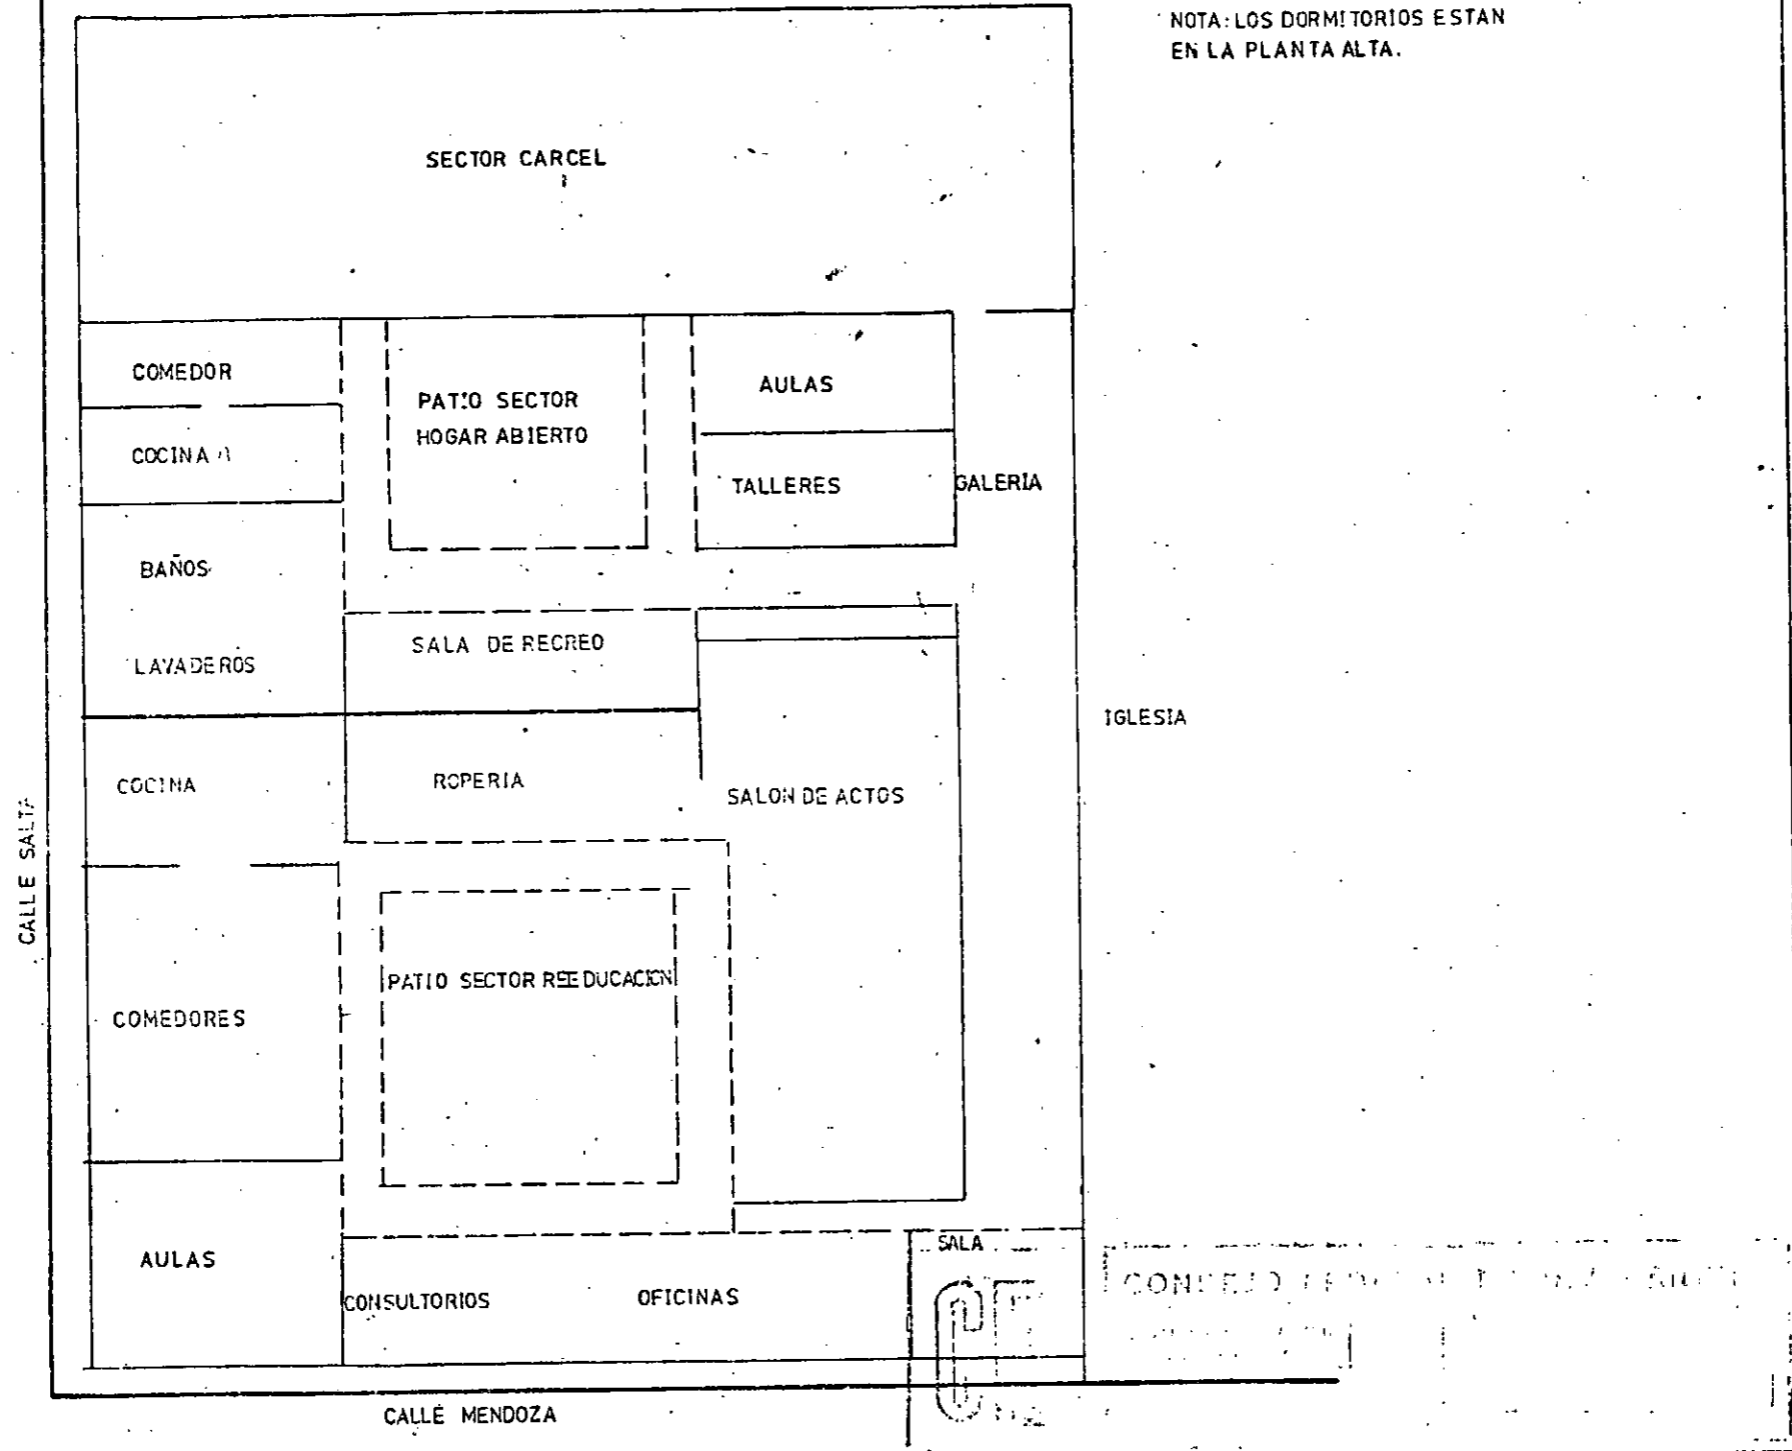 NOTA: LOS DORMITORIOS ESTAN
EN LA PLANTA ALTA.
SECTOR CARCEL
COMEDOR
PATIO SECTOR
HOGAR ABIERTO
AULAS
COCINA
TALLERES
GALERIA
BAÑOS
SALA DE RECREO
LAVADEROS
IGLESIA
COCINA
ROPERIA
SALON DE ACTOS
CALLE SALTA
PATIO SECTOR REEDUCACION
COMEDORES
SALA
AULAS
CONSULTORIOS
OFICINAS
CALLE MENDOZA